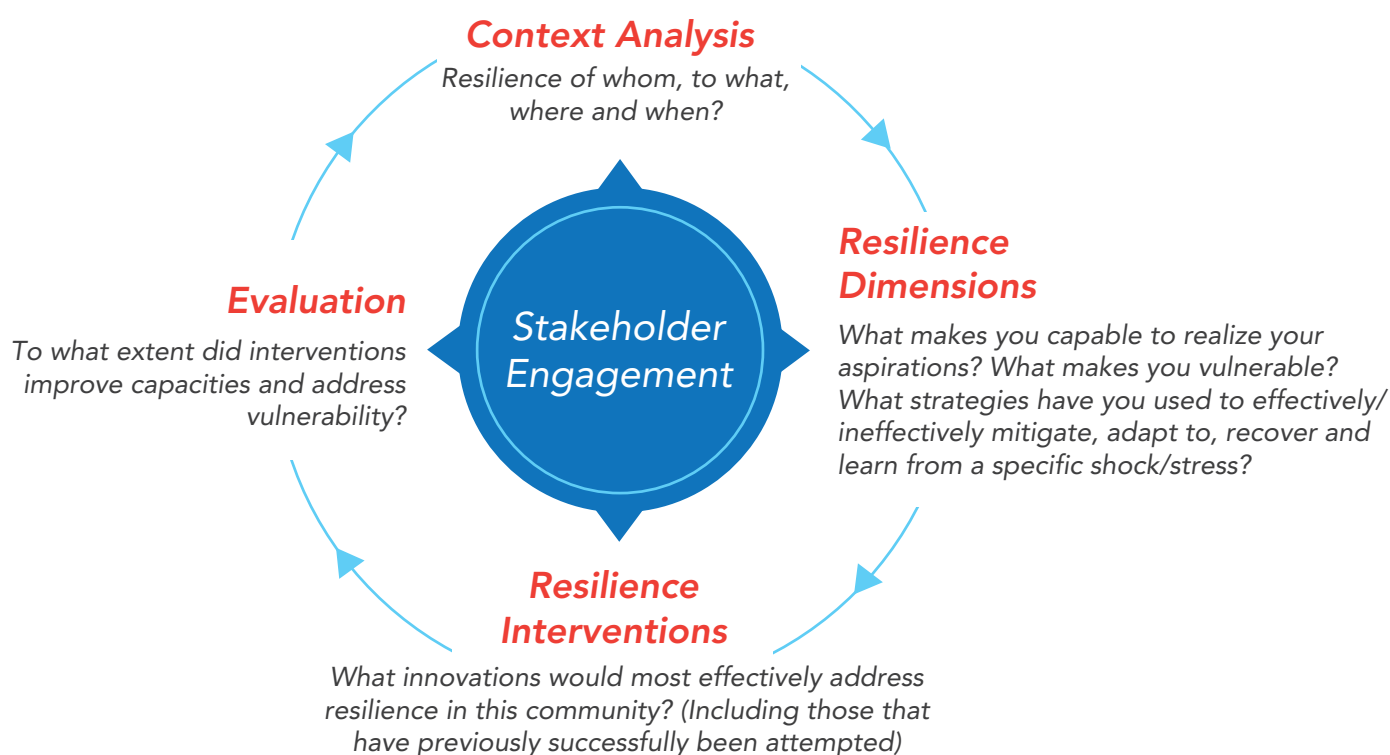 Context Analysis
Resilience of whom, to what,
where and when?
Resilience
Dimensions
What makes you capable to realize your
aspirations? What makes you vulnerable?
What strategies have you used to effectively/
ineffectively mitigate, adapt to, recover and
learn from a specific shock/stress?
Evaluation
To what extent did interventions
improve capacities and address
vulnerability?
Stakeholder
Engagement
Resilience
Interventions
What innovations would most effectively address
resilience in this community? (Including those that
have previously successfully been attempted)